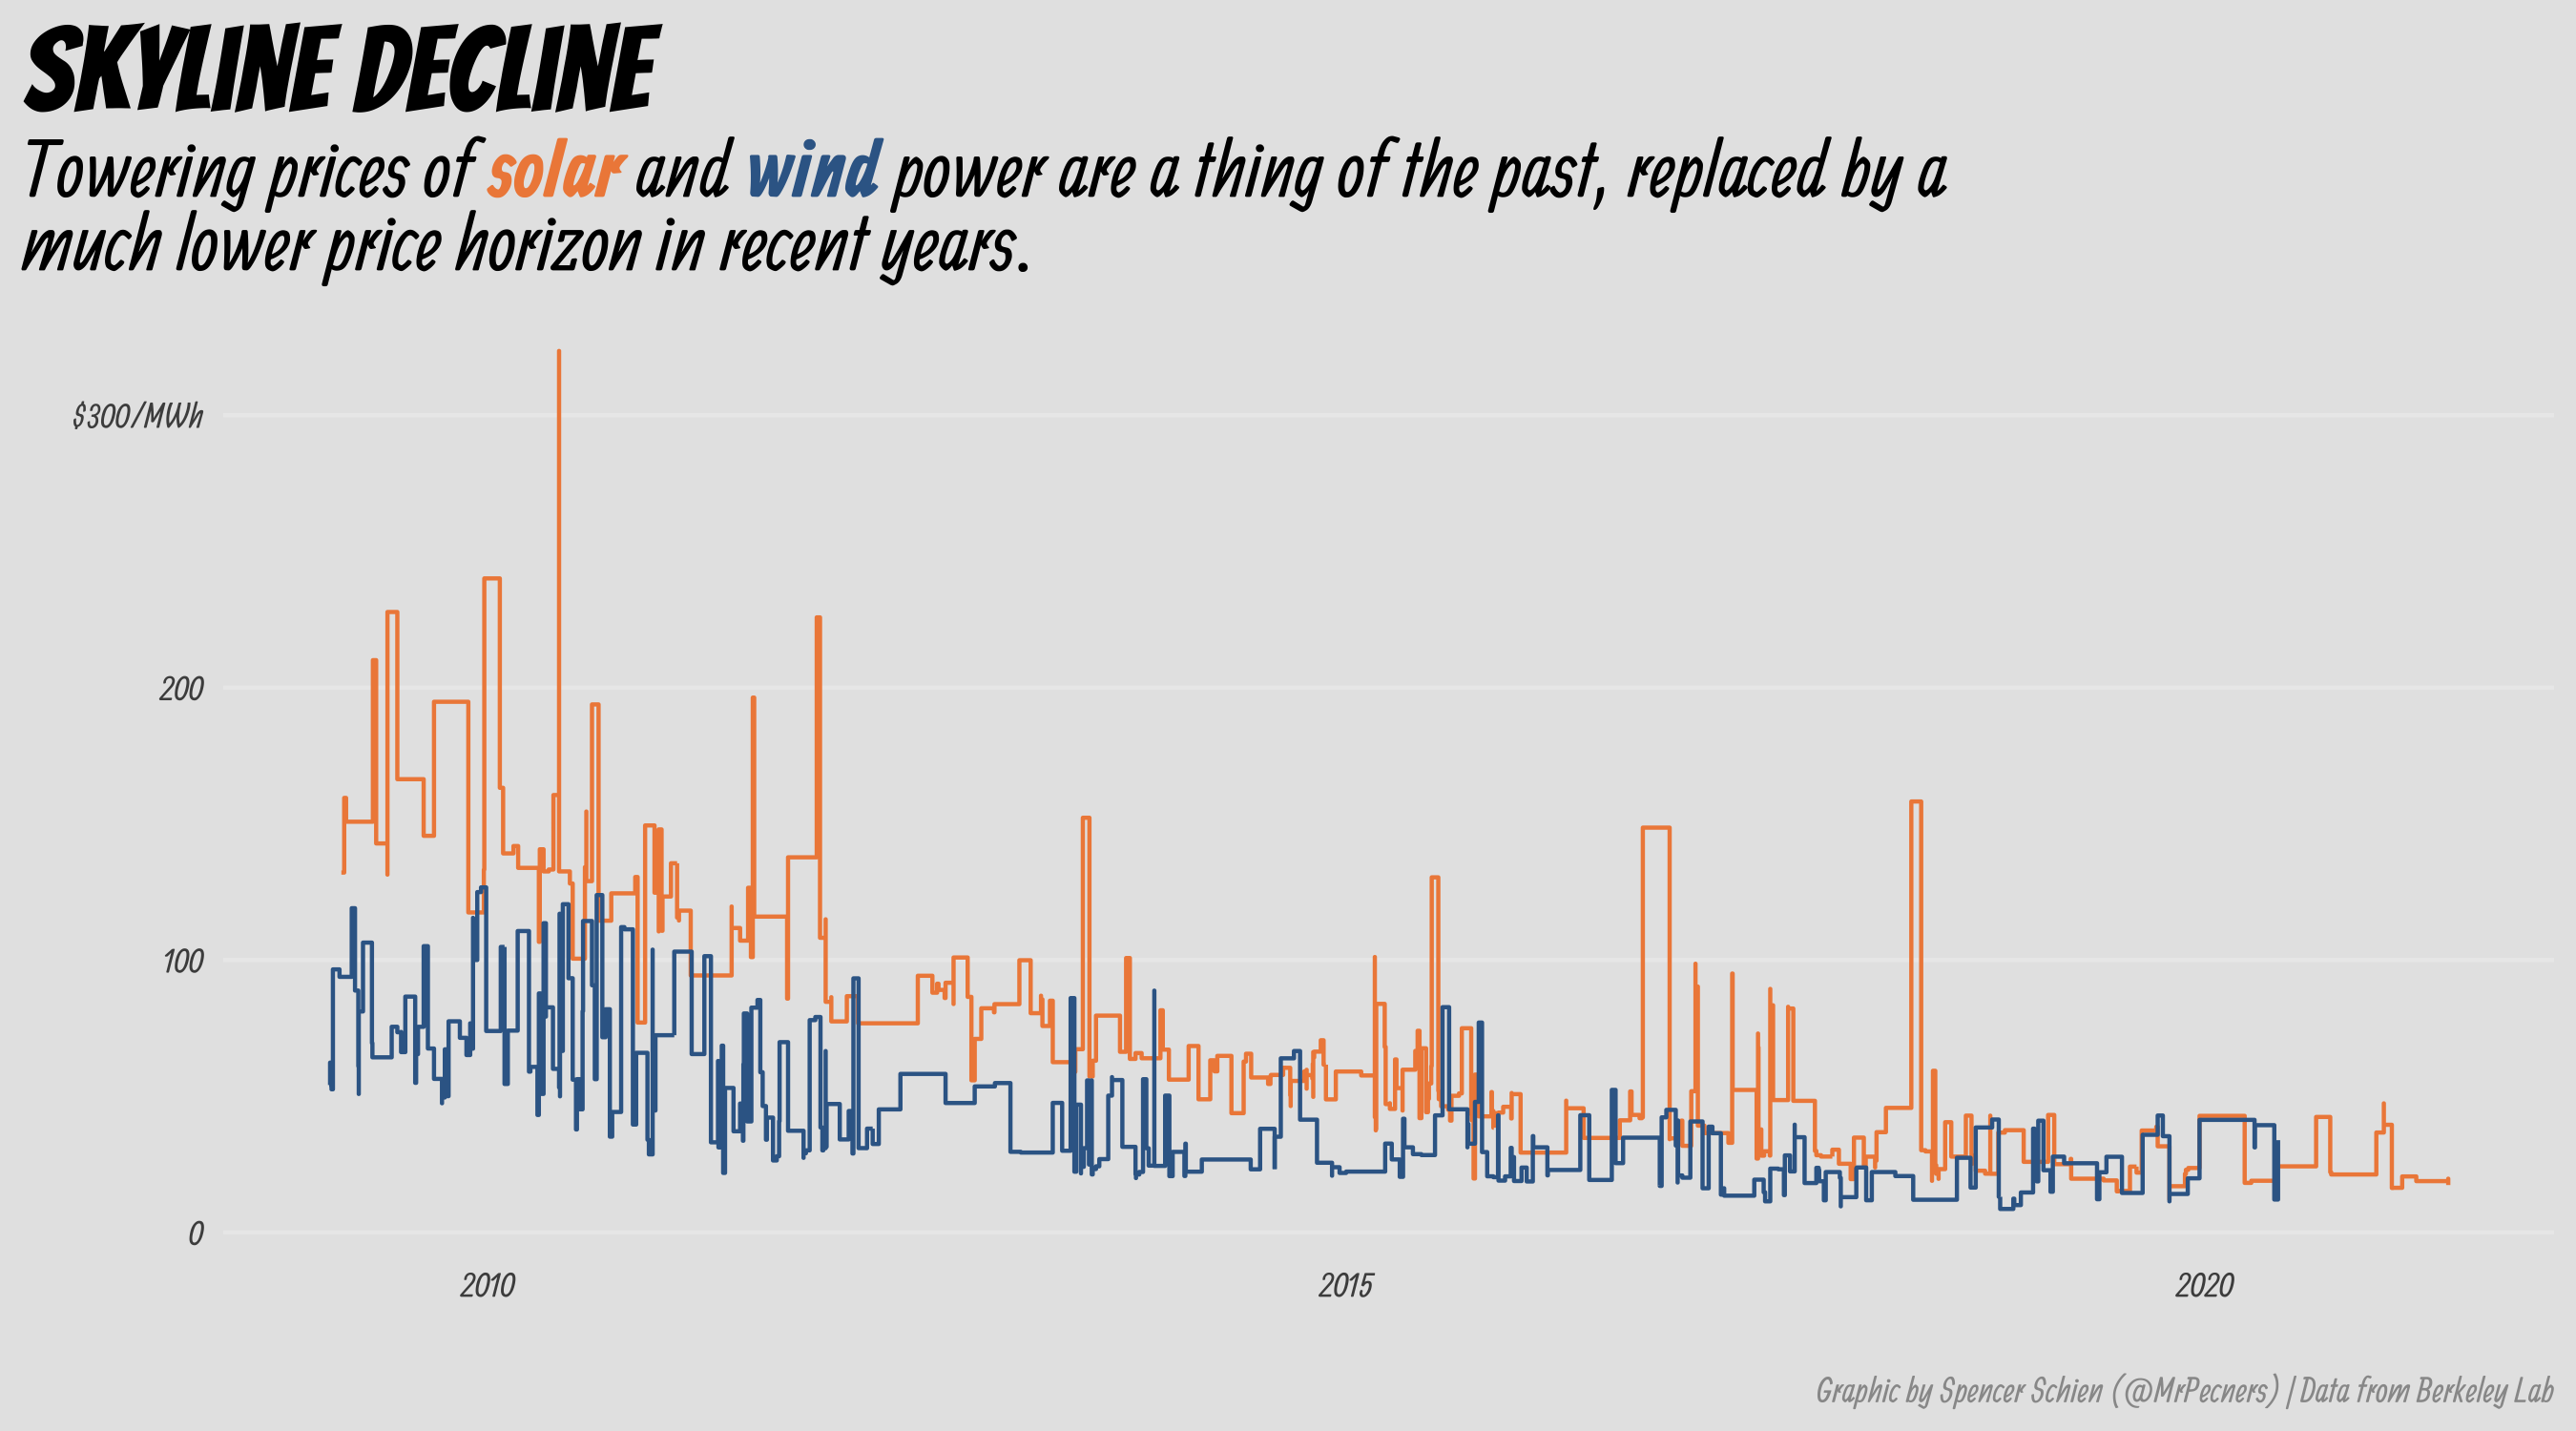 SKYLINE DECLINE
Towering prices of solar and wind power are a thing of the past, replaced by a
much lower price horizon in recent years.
$300/MWh
200
100
0
2010
2015
2020
Graphic by Spencer Schien (@MrPecners) | Data from Berkeley Lab